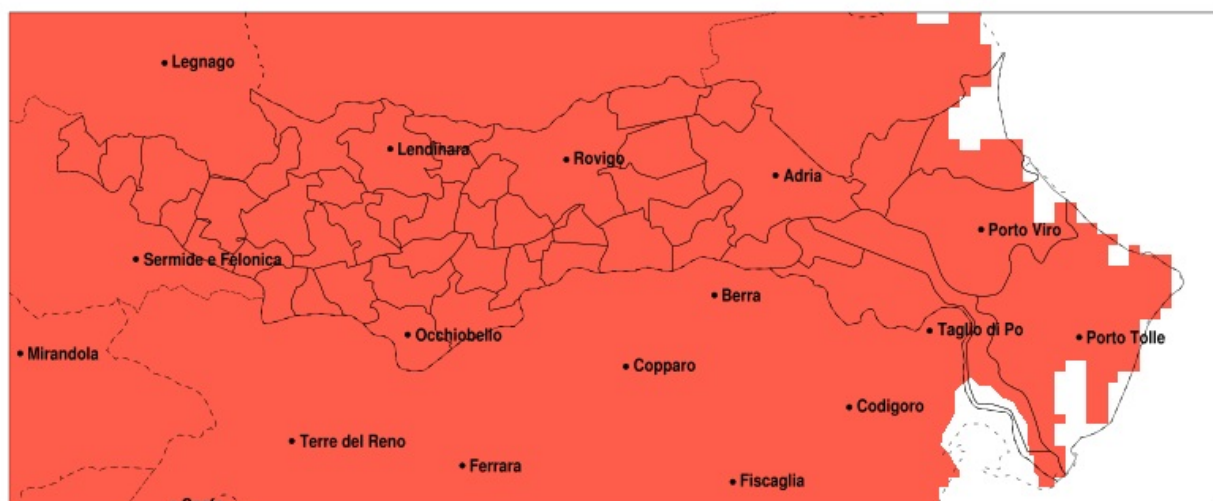 Legnago
Lendinara
Rovigo
Adria
Porto Viro
Sermide e Felonica
Berra
Occhiobello
Taglio di Po
Porto Tolle
Mirandola
Copparo
Codigoro
Terre del Reno
Ferrara
Fiscaglia